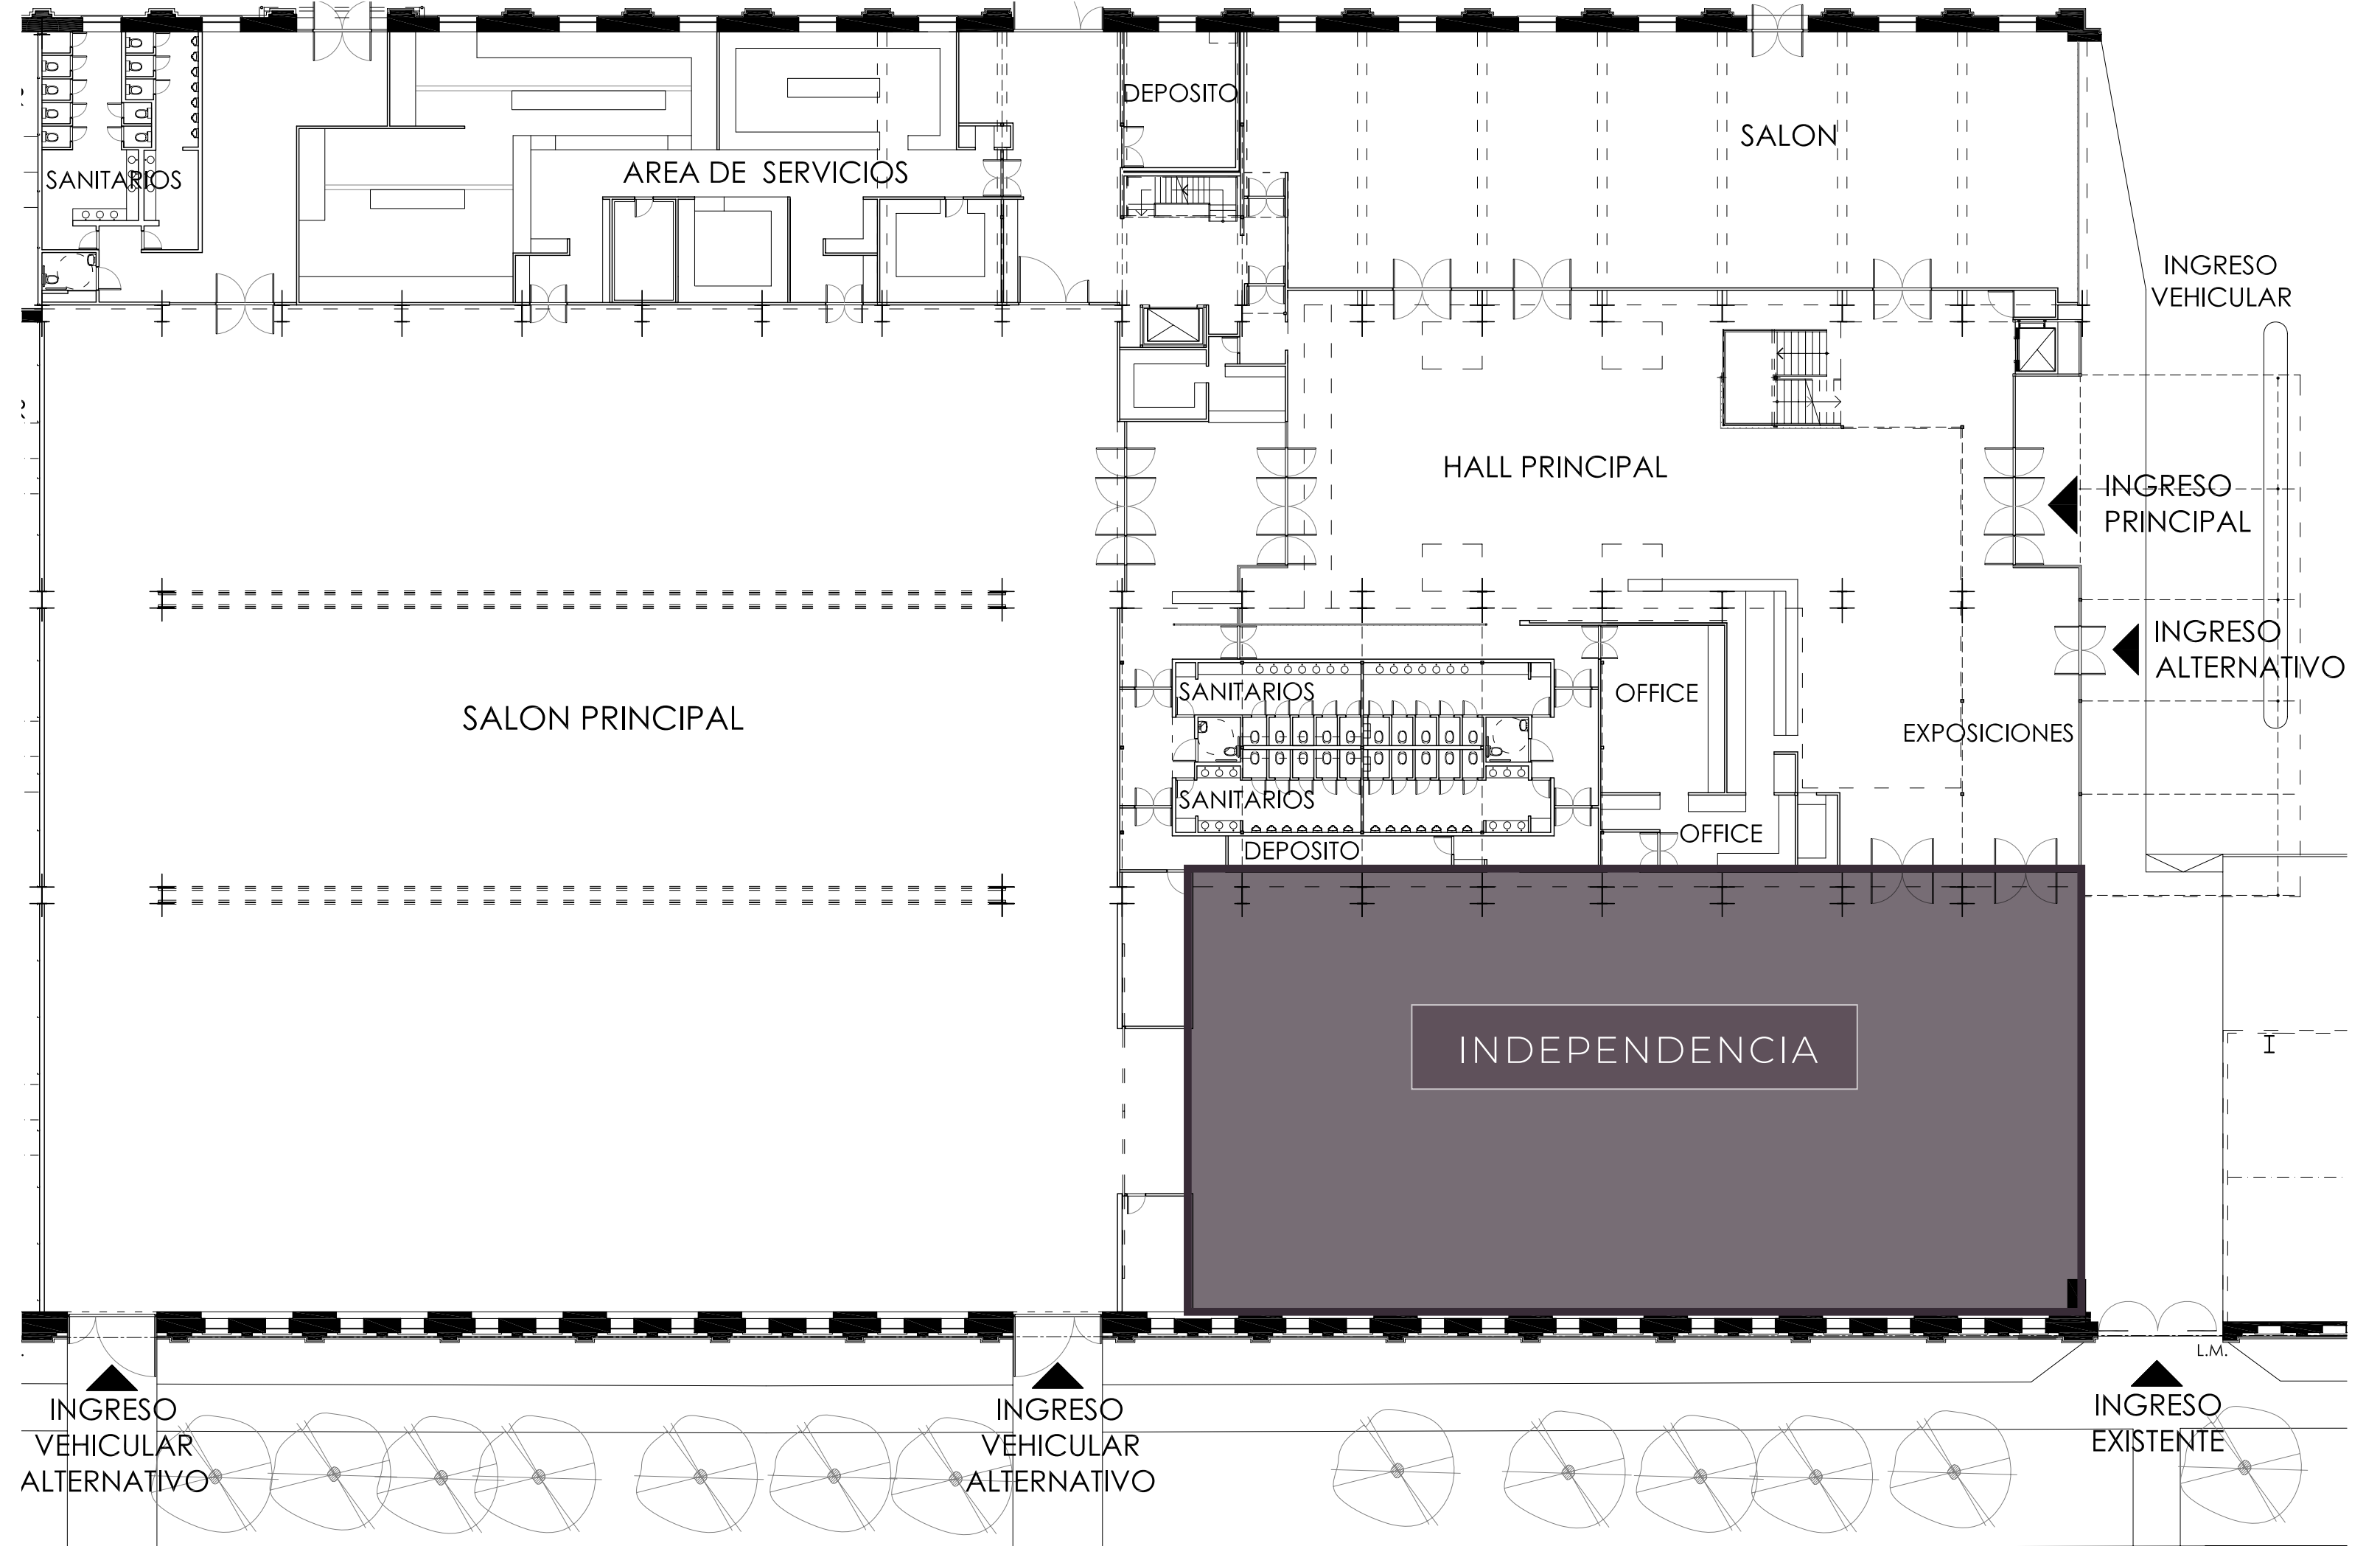 DEPOSITO
SALON
AREA DE SERVICIOS
SANITARIOS
INGRESO
VEHICULAR
HALL PRINCIPAL
INGRESO
PRINCIPAL
INGRESO
ALTERNATIVO
SALON PRINCIPAL
SANITARIOS
OFFICE
EXPOSICIONES
SANITARIOS
OFFICE
DEPOSITO
INDEPENDENCIA
I
L.M.
INGRESO
VEHICULAR
ALTERNATIVO
INGRESO
VEHICULAR
ALTERNATIVO
INGRESO
EXISTENTE